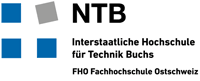 NTB
Interstaatliche Hochschule
für Technik Buchs
FHO Fachhochschule Ostschweiz